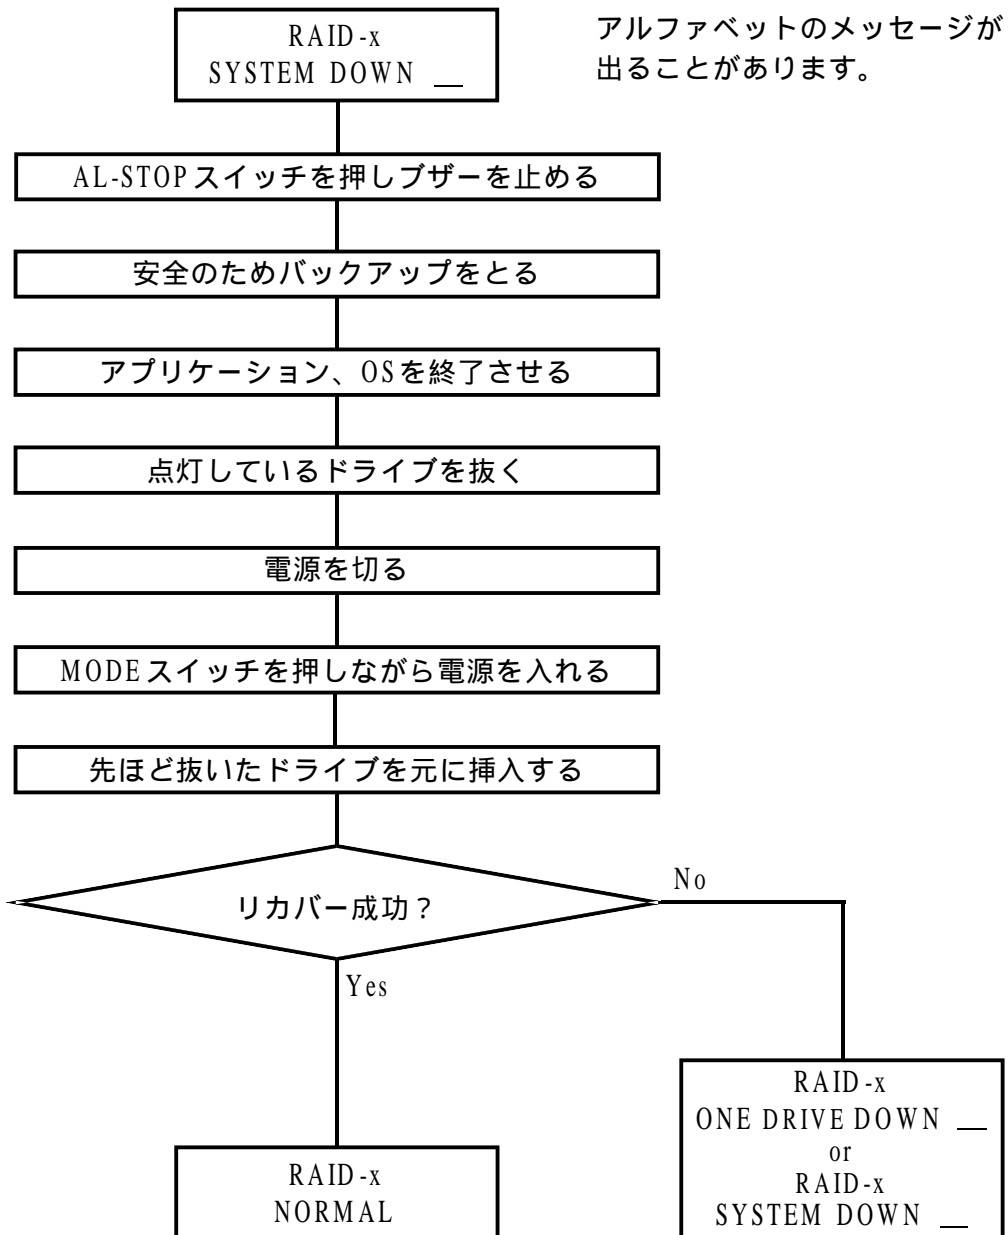 RAID-x
SYSTEM DOWN __
アルファベットのメッセージが
出ることがあります。
AL-STOPスイッチを押しブザーを止める
安全のためバックアップをとる
アプリケーション、OSを終了させる
点灯しているドライブを抜く
電源を切る
MODEスイッチを押しながら電源を入れる
先ほど抜いたドライブを元に挿入する
リカバー成功？
No
Yes
RAID-x
NORMAL
RAID-x
ONE DRIVE DOWN __
or
RAID-x
SYSTEM DOWN __